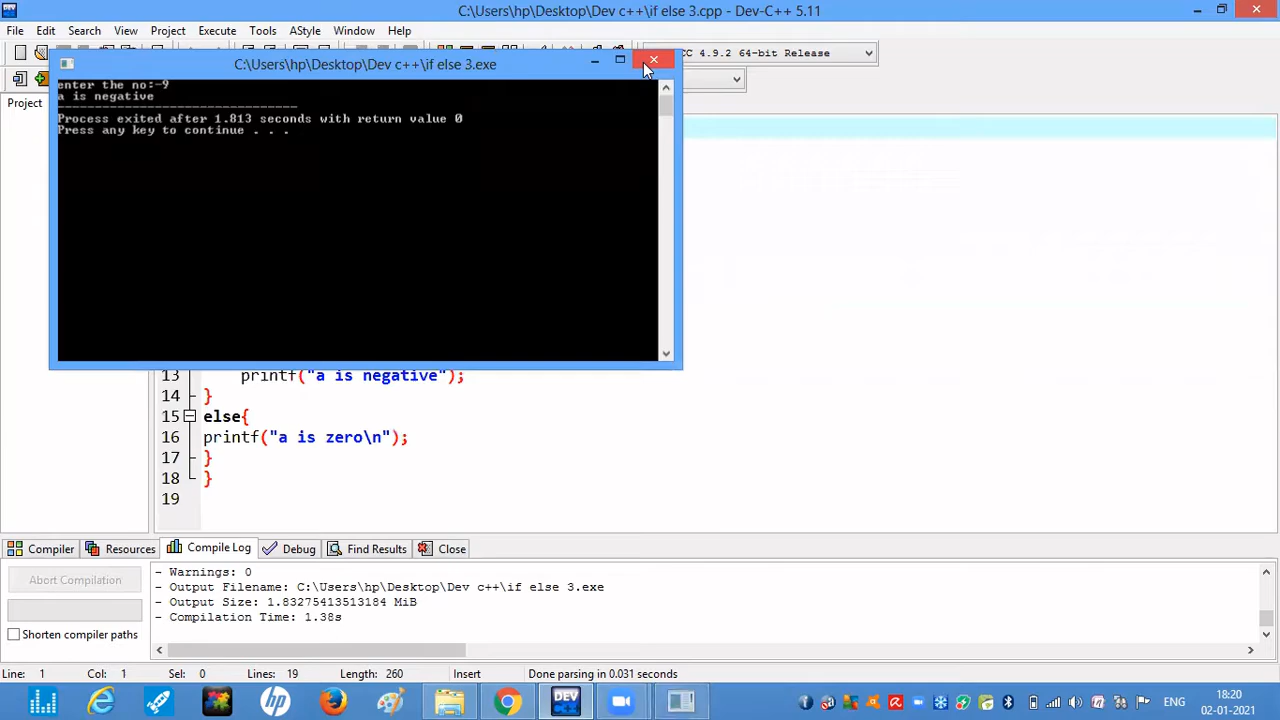 C:\Users\hp\Desktop\Dev c++\if else 3.cpp - Dev-C++ 5.11
File Edit Search View Project Execute Tools AStyle Window Help
CC 4.9.2 64-bit Release
C:\Users\hp\Desktop\Dev c++\if else 3.exe
enter the no:-9
a is negative
--------------------------------
Process exited after 1.813 seconds with return value 0
Press any key to continue . . .
Project
13 printf("a is negative");
14 }
15 else{
16 printf("a is zero\n");
17 }
18 }
19
Compiler Resources Compile Log Debug Find Results Close
Abort Compilation
Shorten compiler paths
- Warnings: 0
- Output Filename: C:\Users\hp\Desktop\Dev c++\if else 3.exe
- Output Size: 1.83275413513184 MiB
- Compilation Time: 1.38s
Line: 1 Col: 1 Sel: 0 Lines: 19 Length: 260 Insert Done parsing in 0.031 seconds
hp DEV C++ ENG
18:20
02-01-2021